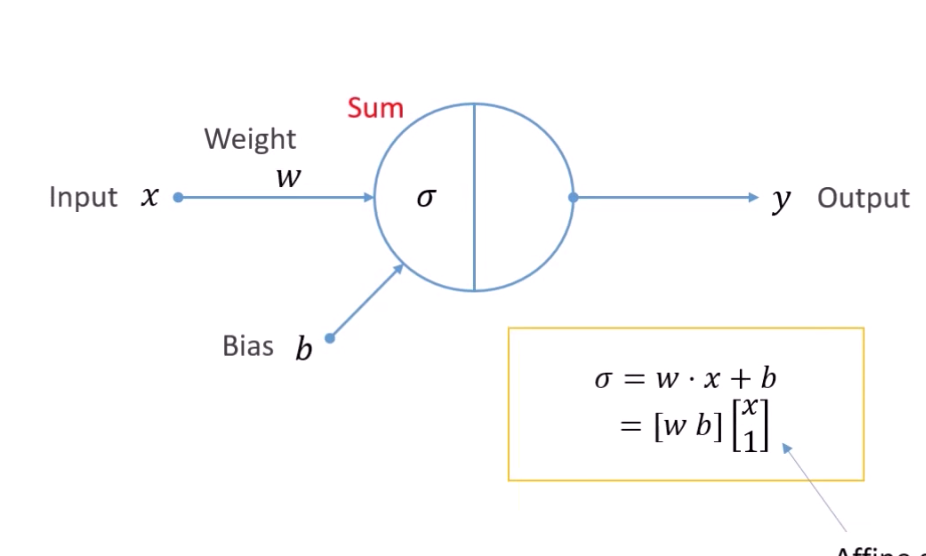 Sum
Weight
w
Input x
σ
y Output
Bias b
σ = w · x + b
= [w b] [x
1]